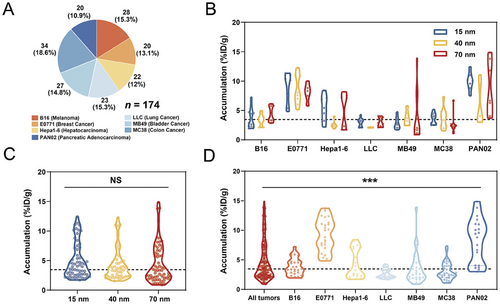 A
20
(10.9%)
28
(15.3%)
20
(13.1%)
22
(12%)
23
(15.3%)
27
(14.8%)
34
(18.6%)
n = 174
B16 (Melanoma)
E0771 (Breast Cancer)
Hepa1-6 (Hepatocarcinoma)
PAN02 (Pancreatic Adenocarcinoma)
LLC (Lung Cancer)
MB49 (Bladder Cancer)
MC38 (Colon Cancer)
B
Accumulation (%ID/g)
20
15
10
5
0
15 nm
40 nm
70 nm
B16 E0771 Hepa1-6 LLC MB49 MC38 PAN02
C
Accumulation (%ID/g)
20
15
10
5
0
NS
15 nm 40 nm 70 nm
D
Accumulation (%ID/g)
20
15
10
5
0
***
All tumors B16 E0771 Hepa1-6 LLC MB49 MC38 PAN02